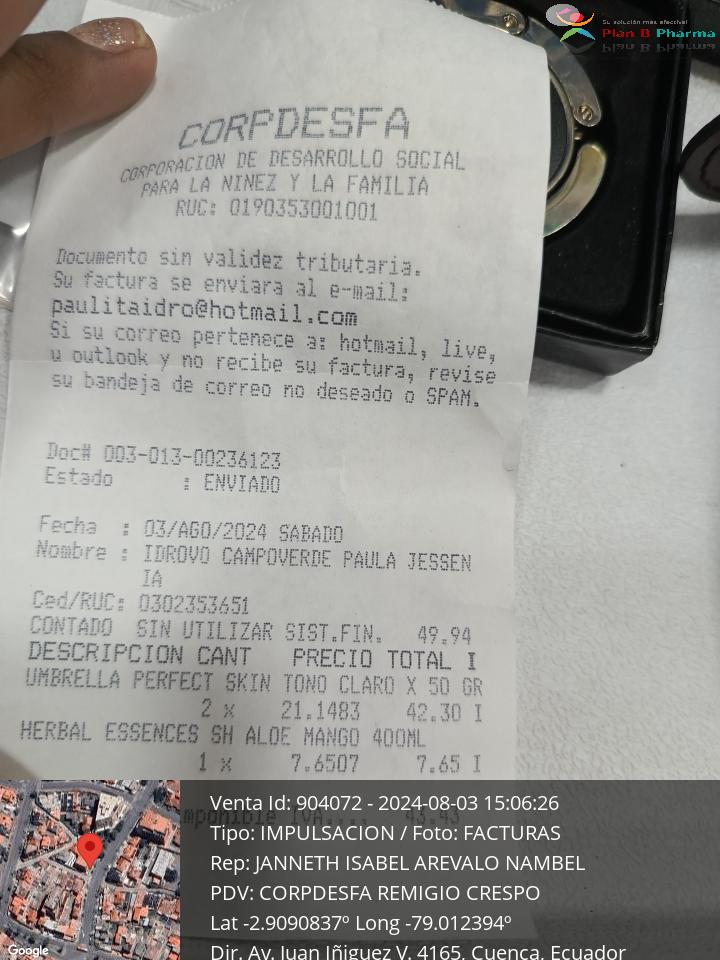 Su solución más efectiva!
Plan B Pharma
CORPDESFA
CORPORACION DE DESARROLLO SOCIAL
PARA LA NINEZ Y LA FAMILIA
RUC: 0190353001001
Documento sin validez tributaria.
Su factura se enviara al e-mail:
paulitaidro@hotmail.com
Si su correo pertenece a: hotmail, live,
u outlook y no recibe su factura, revise
su bandeja de correo no deseado o SPAM.
Doc# 003-013-00236123
Estado : ENVIADO
Fecha : 03/AGO/2024 SABADO
Nombre : IDROVO CAMPOVERDE PAULA JESSEN
IA
Ced/RUC: 0302353651
CONTADO SIN UTILIZAR SIST.FIN. 49.94
DESCRIPCION CANT PRECIO TOTAL I
UMBRELLA PERFECT SKIN TONO CLARO X 50 GR
2 x 21.1483 42.30 I
HERBAL ESSENCES SH ALOE MANGO 400ML
1 x 7.6507 7.65 I
mponible IVA.... 43.43
Venta Id: 904072 - 2024-08-03 15:06:26
Tipo: IMPULSACION / Foto: FACTURAS
Rep: JANNETH ISABEL AREVALO NAMBEL
PDV: CORPDESFA REMIGIO CRESPO
Lat -2.9090837º Long -79.012394º
Dir. Av. Juan Iñiguez V. 4165, Cuenca, Ecuador
Google